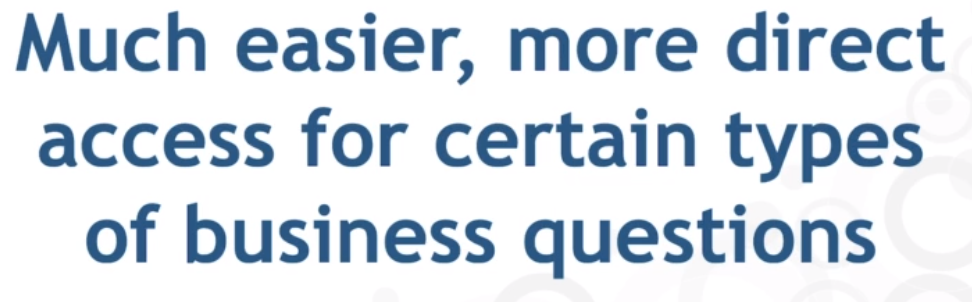 Much easier, more direct
access for certain types
of business questions